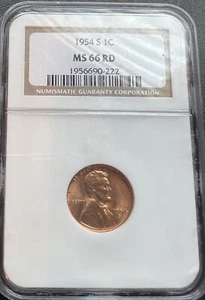 1954 S 1C
MS 66 RD
1956690-222
NUMISMATIC GUARANTY CORPORATION